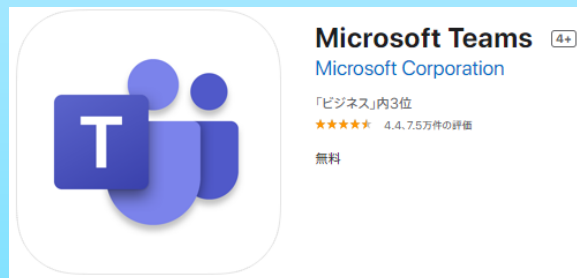 Microsoft Teams 4+
Microsoft Corporation
「ビジネス」内3位
★★★★★ 4.4、7.5万件の評価
無料
T